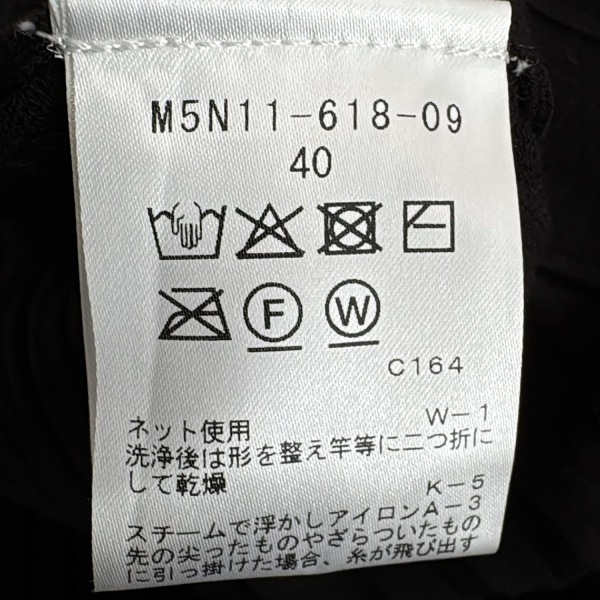 M5N11-618-09
40
F
W
C164
W-1
ネット使用
洗浄後は形を整え竿等に二つ折に
して乾燥
K-5
A-3
スチームで浮かしアイロン
先の尖ったものやざらついたもの
に引っ掛けた場合、糸が飛び出す